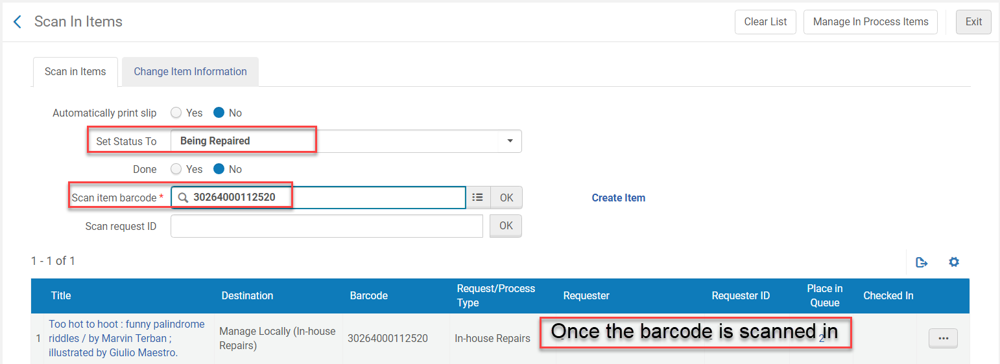 Scan In Items
Clear List
Manage In Process Items
Exit
Scan in Items
Change Item Information
Automatically print slip
Yes
No
Set Status To
Being Repaired
Done
Yes
No
Scan item barcode *
30264000112520
OK
Create Item
Scan request ID
OK
1 - 1 of 1
Title
Destination
Barcode
Request/Process
Type
Requester
Requester ID
Place in
Queue
Checked In
1
Too hot to hoot : funny palindrome
riddles / by Marvin Terban ;
illustrated by Giulio Maestro.
Manage Locally (In-house
Repairs)
30264000112520
In-house Repairs
-
-
2
Once the barcode is scanned in
...